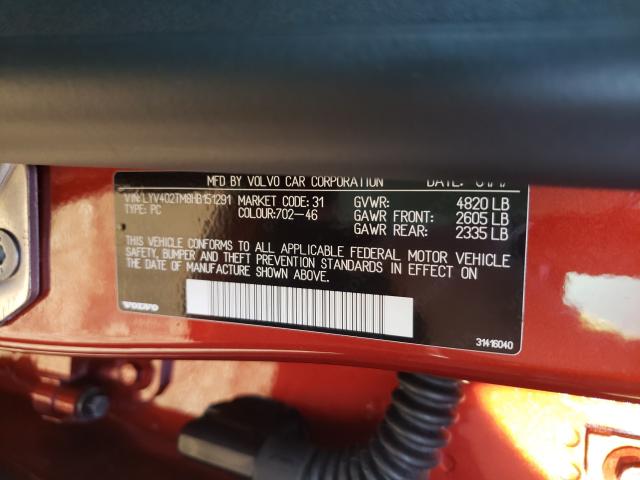 MFD BY VOLVO CAR CORPORATION DATE:
VIN:LYV402TM8HB151291 MARKET CODE:31 GVWR: 4820 LB
TYPE: PC COLOUR:702-46 GAWR FRONT: 2605 LB
GAWR REAR: 2335 LB
THIS VEHICLE CONFORMS TO ALL APPLICABLE FEDERAL MOTOR VEHICLE
SAFETY, BUMPER AND THEFT PREVENTION STANDARDS IN EFFECT ON
THE DATE OF MANUFACTURE SHOWN ABOVE.
VOLVO
31416040